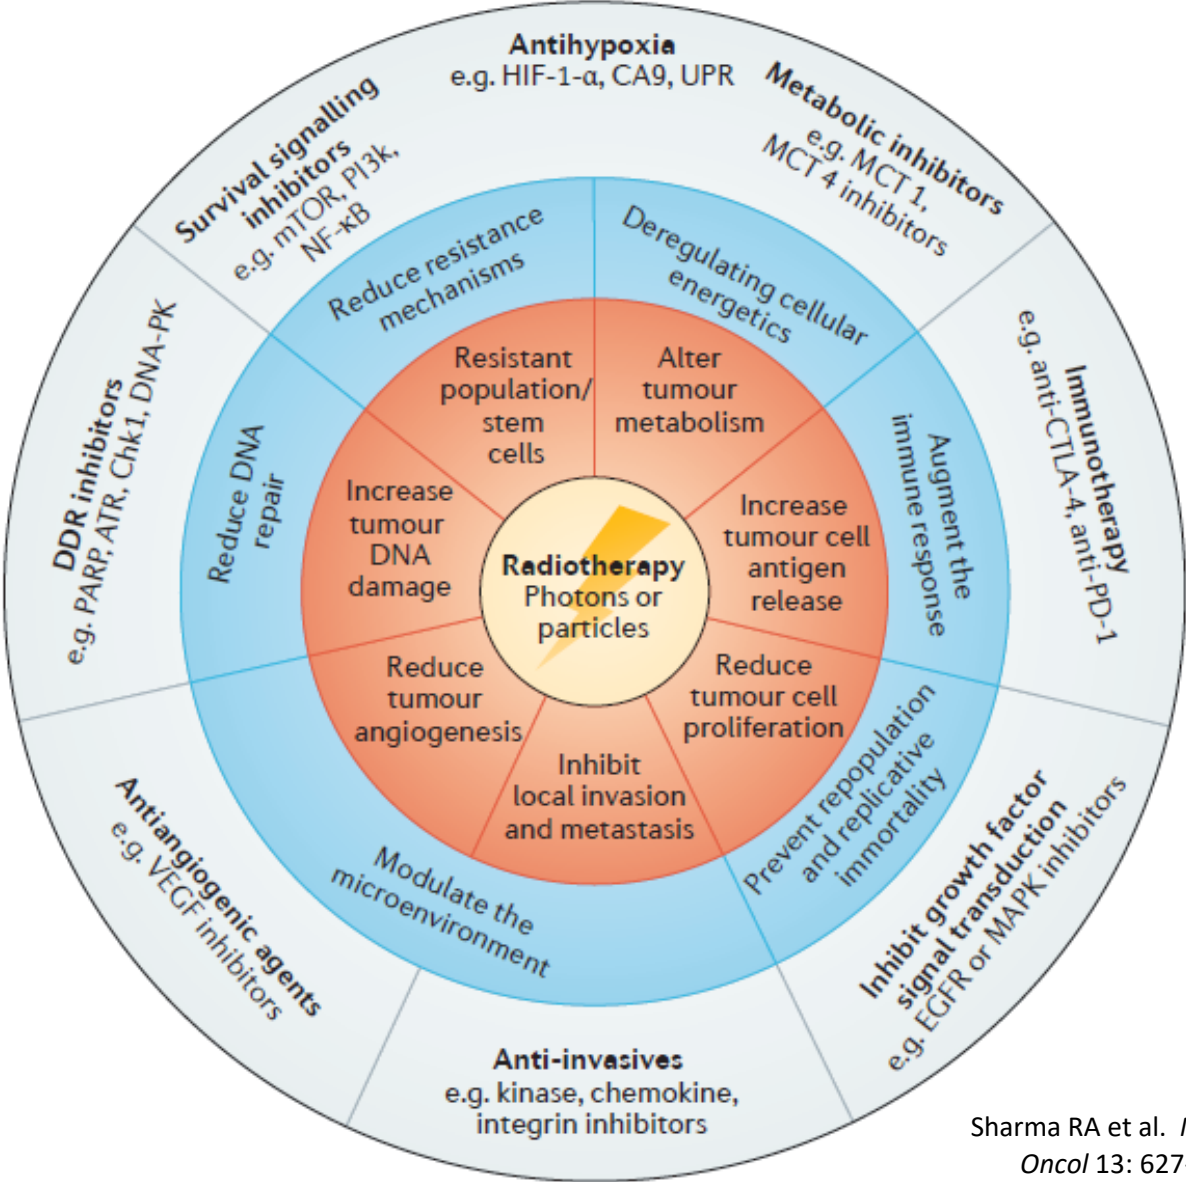 Antihypoxia
e.g. HIF-1-α, CA9, UPR
Metabolic inhibitors
e.g. MCT 1,
MCT 4 inhibitors
Immunotherapy
e.g. anti-CTLA-4, anti-PD-1
Inhibit growth factor
signal transduction
e.g. EGFR or MAPK inhibitors
Anti-invasives
e.g. kinase, chemokine,
integrin inhibitors
Antiangiogenic agents
e.g. VEGF inhibitors
DDR inhibitors
e.g. PARP, ATR, Chk1, DNA-PK
Survival signalling
inhibitors
e.g. mTOR, PI3k,
NF-κB
Reduce resistance
mechanisms
Deregulating cellular
energetics
Augment the
immune response
Prevent repopulation
and replicative
immortality
Modulate the
microenvironment
Reduce DNA
repair
Resistant
population/
stem
cells
Alter
tumour
metabolism
Increase
tumour cell
antigen
release
Reduce
tumour cell
proliferation
Inhibit
local invasion
and metastasis
Reduce
tumour
angiogenesis
Increase
tumour
DNA
damage
Radiotherapy
Photons or
particles
Sharma RA et al.
Oncol 13: 627